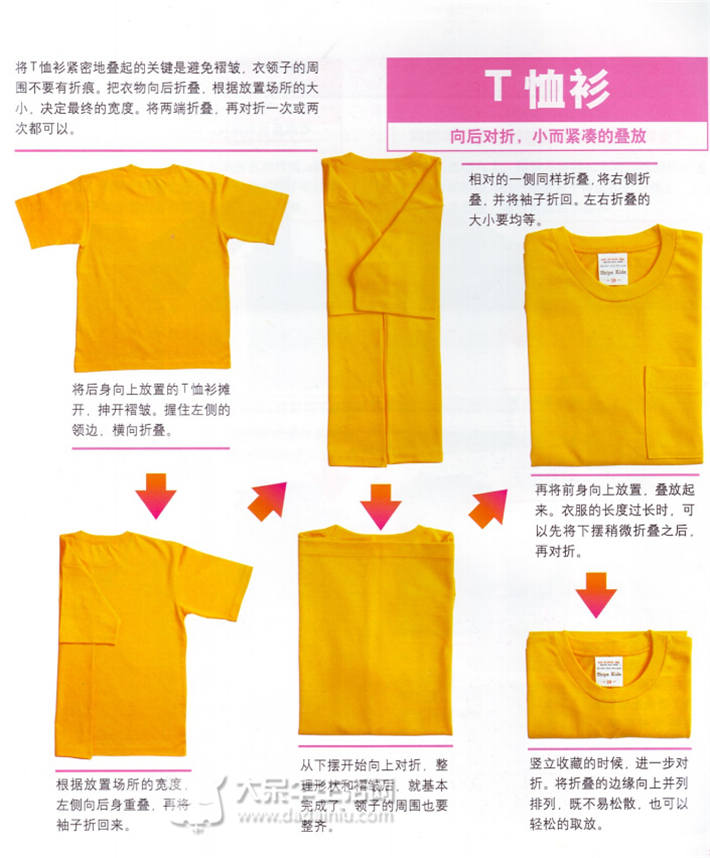 将T恤衫紧密地叠起的关键是避免褶皱，衣领子的周
围不要有折痕。把衣物向后折叠，根据放置场所的大
小，决定最终的宽度。将两端折叠，再对折一次或两
次都可以。
T恤衫
向后对折，小而紧凑的叠放
将后身向上放置的T恤衫摊
开，抻开褶皱。握住左侧的
领边，横向折叠。
根据放置场所的宽度，
左侧向后身重叠，再将
袖子折回来。
相对的一侧同样折叠，将右侧折
叠，并将袖子折回。左右折叠的
大小要均等。
从下摆开始向上对折，整
理形状和褶皱后，就基本
完成了，领子的周围也要
整齐。
再将前身向上放置，叠放起
来。衣服的长度过长时，可
以先将下摆稍微折叠之后，
再对折。
竖立收藏的时候，进一步对
折。将折叠的边缘向上并列
排列，既不易松散，也可以
轻松的取放。
Ships Kids
Ships Kids
大呆牛生活网
www.dadainiu.com